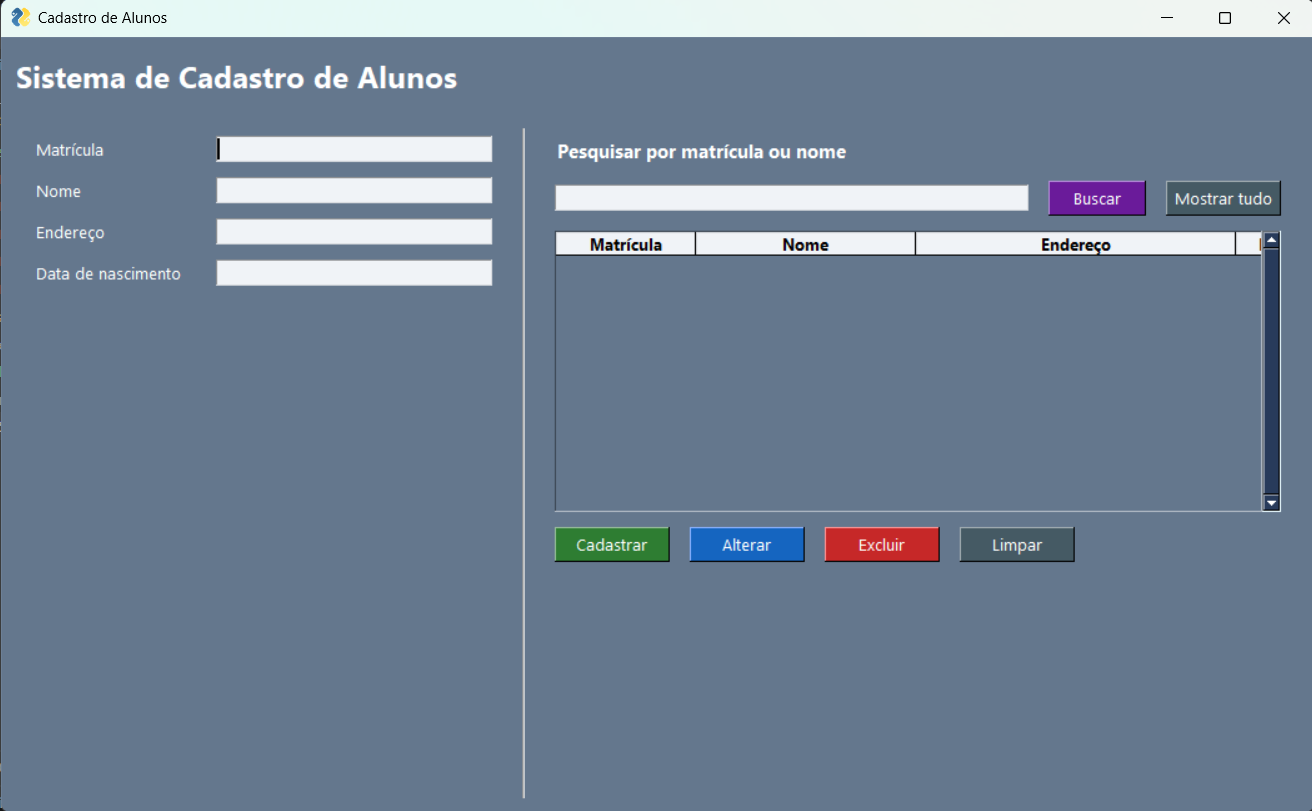 Cadastro de Alunos
Sistema de Cadastro de Alunos
Matrícula
Nome
Endereço
Data de nascimento
Pesquisar por matrícula ou nome
Buscar Mostrar tudo
Matrícula Nome Endereço
Cadastrar Alterar Excluir Limpar